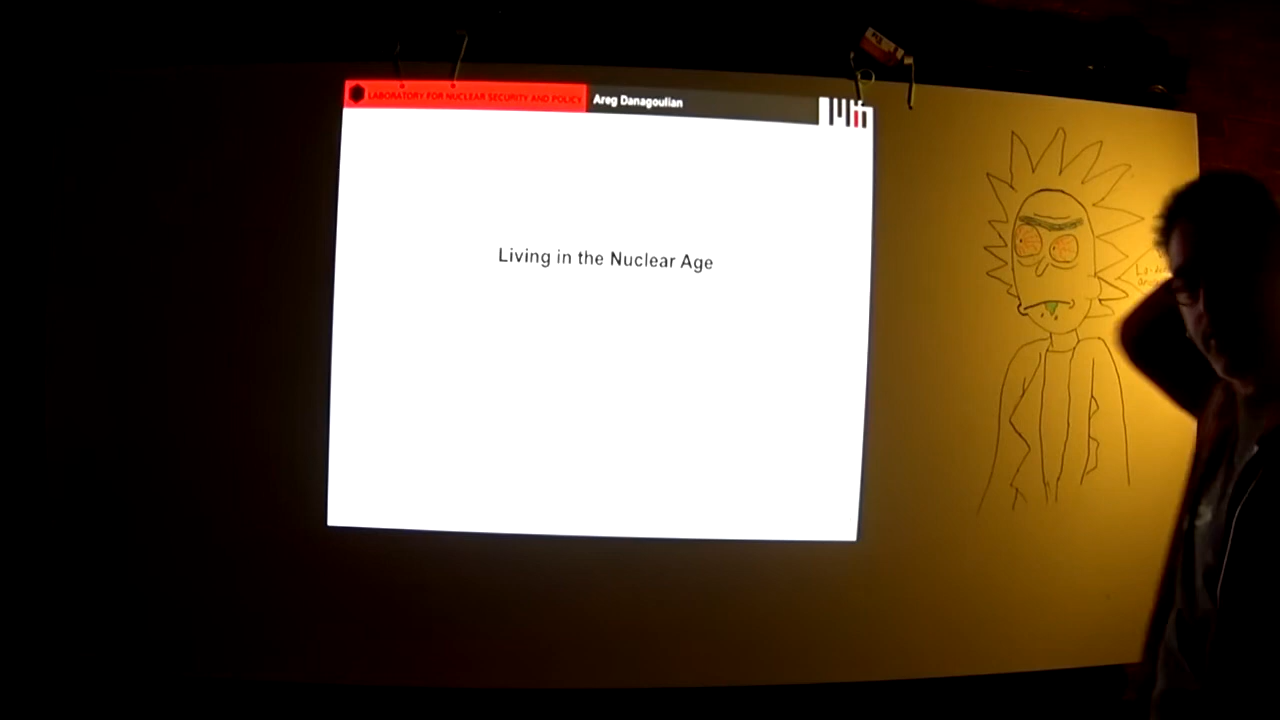 LABORATORY FOR NUCLEAR SECURITY AND POLICY
Areg Danagoulian
Living in the Nuclear Age